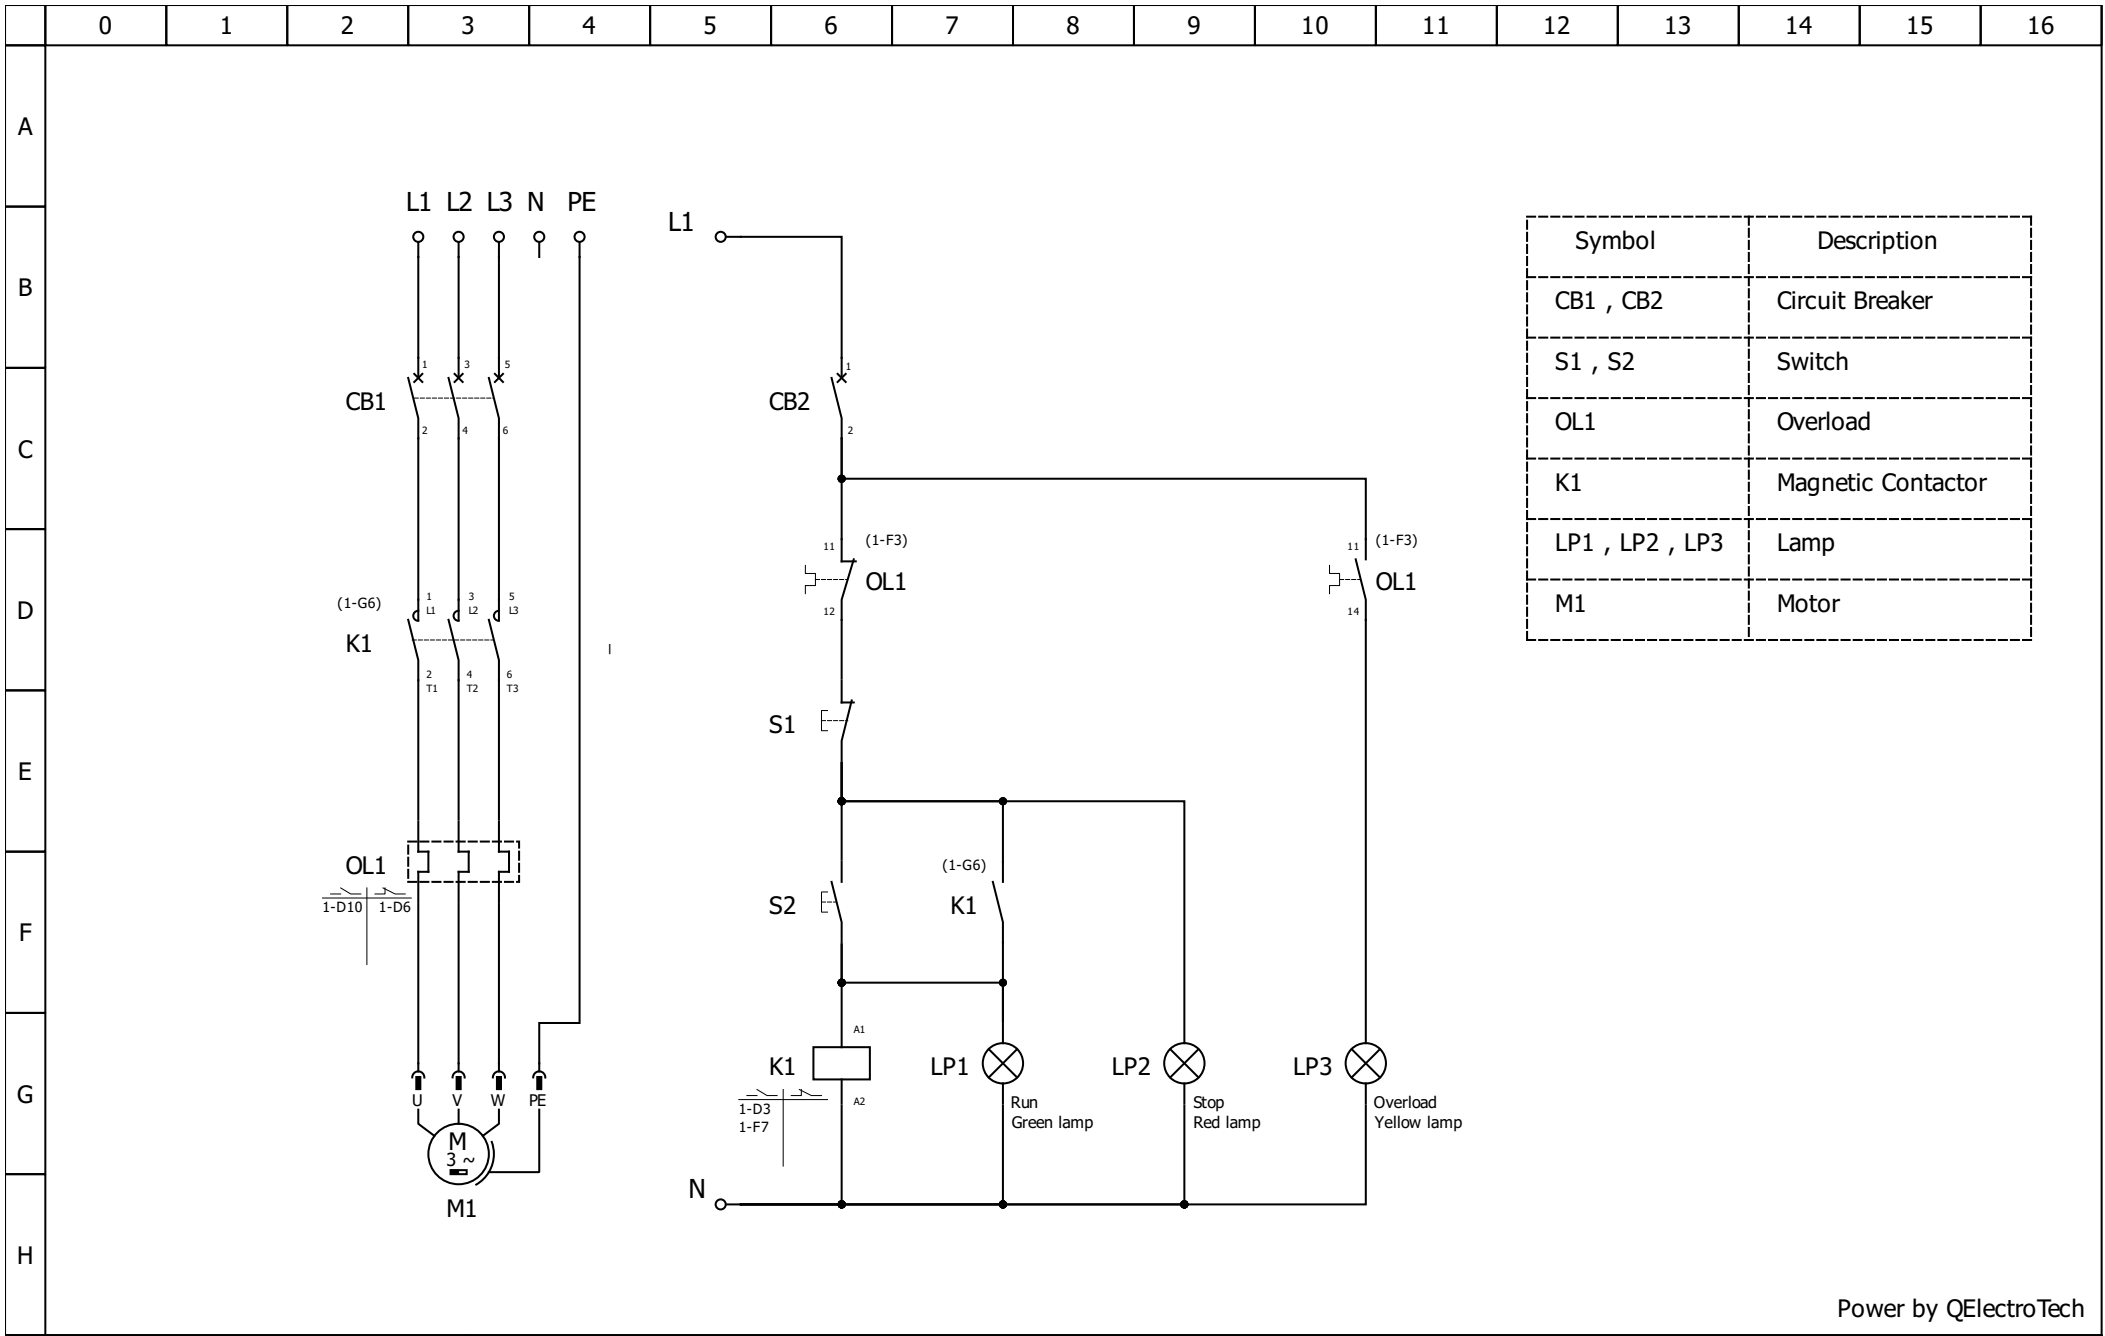 0 1 2 3 4 5 6 7 8 9 10 11 12 13 14 15 16
A
B
C
D
E
F
G
H
L1 L2 L3 N PE
1 3 5
CB1
2 4 6
(1-G6)
1 3 5
L1 L2 L3
K1
2 4 6
T1 T2 T3
OL1
1-D10 1-D6
U V W PE
M
3 ~
M1
L1
1
CB2
2
11 (1-F3)
OL1
12
11 (1-F3)
OL1
14
S1
S2
(1-G6)
K1
A1
K1
A2
1-D3
1-F7
LP1
Run
Green lamp
LP2
Stop
Red lamp
LP3
Overload
Yellow lamp
N
Symbol Description
CB1 , CB2 Circuit Breaker
S1 , S2 Switch
OL1 Overload
K1 Magnetic Contactor
LP1 , LP2 , LP3 Lamp
M1 Motor
Power by QElectroTech